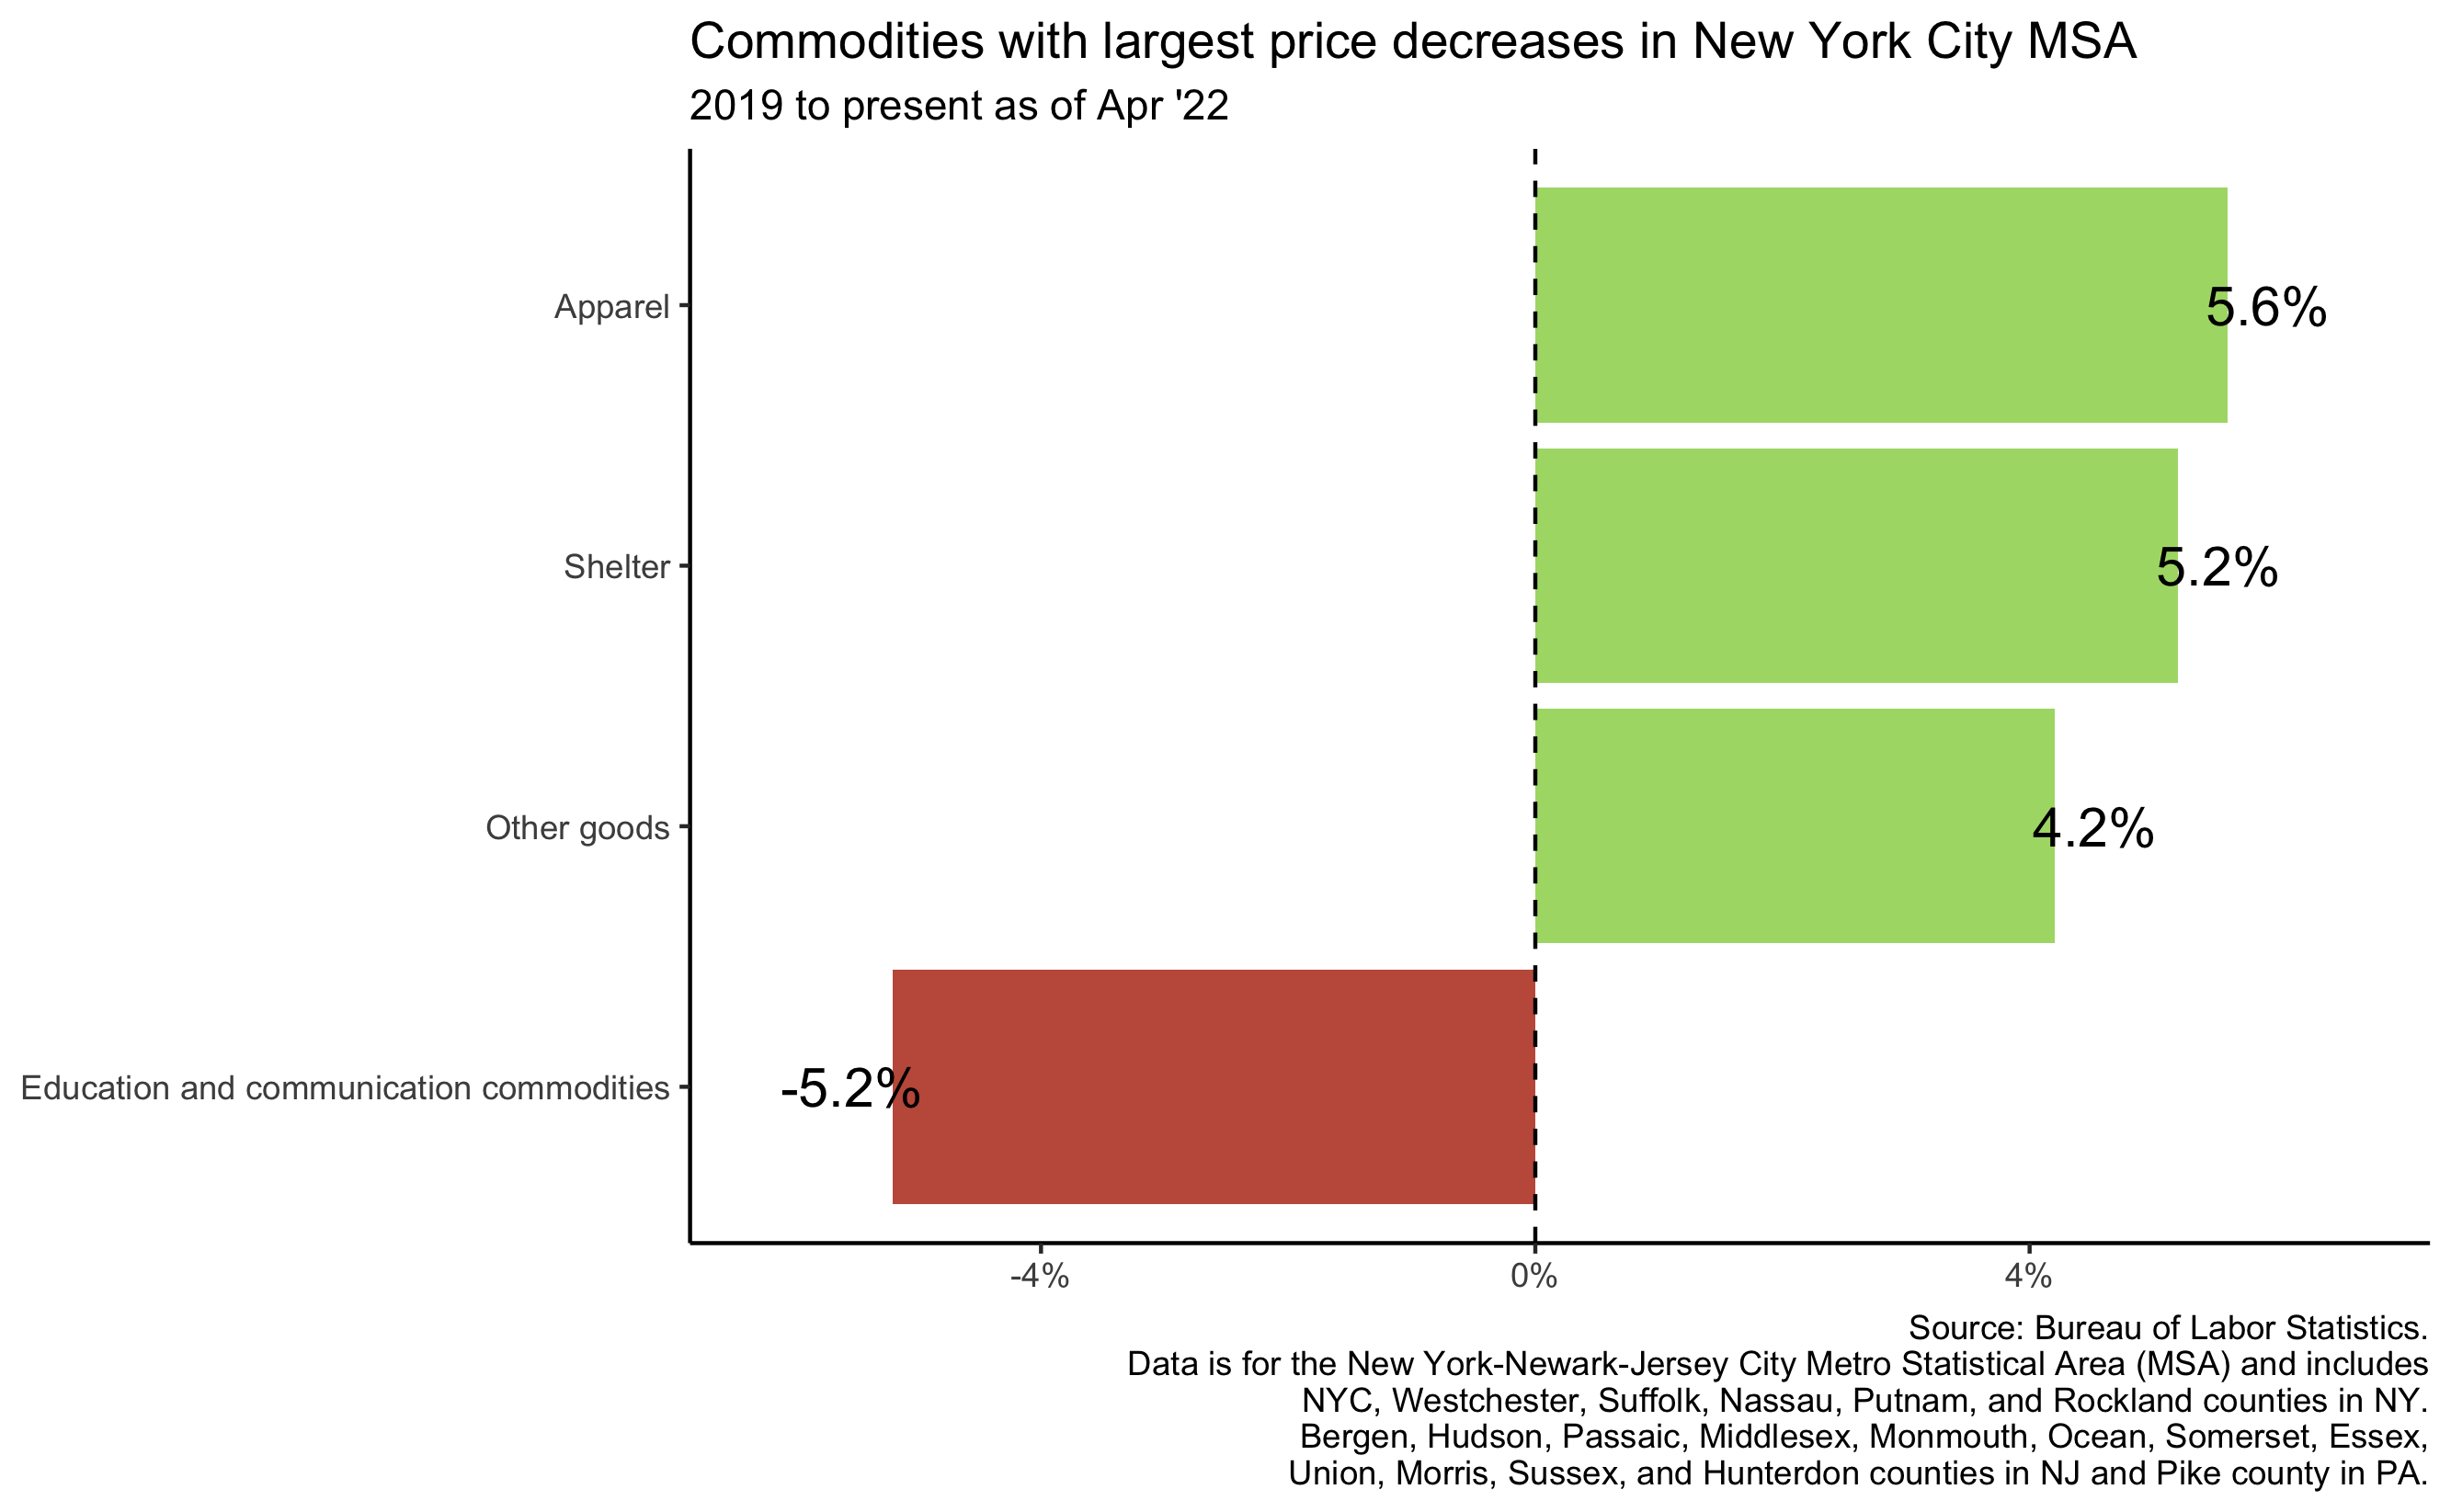 Commodities with largest price decreases in New York City MSA
2019 to present as of Apr '22
Apparel
5.6%
Shelter
5.2%
Other goods
4.2%
Education and communication commodities
-5.2%
-4%
0%
4%
Source: Bureau of Labor Statistics.
Data is for the New York-Newark-Jersey City Metro Statistical Area (MSA) and includes
NYC, Westchester, Suffolk, Nassau, Putnam, and Rockland counties in NY.
Bergen, Hudson, Passaic, Middlesex, Monmouth, Ocean, Somerset, Essex,
Union, Morris, Sussex, and Hunterdon counties in NJ and Pike county in PA.